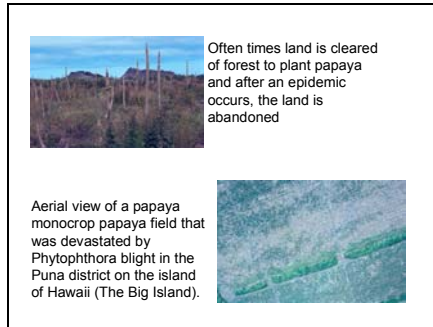 Often times land is cleared
of forest to plant papaya
and after an epidemic
occurs, the land is
abandoned
Aerial view of a papaya
monocrop papaya field that
was devastated by
Phytophthora blight in the
Puna district on the island
of Hawaii (The Big Island).